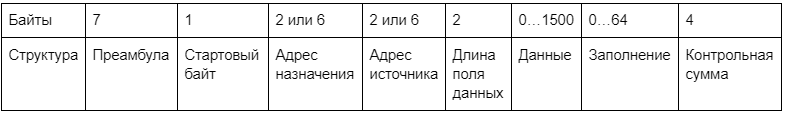 Байты 7 1 2 или 6 2 или 6 2 0…1500 0…64 4
Структура Преамбула Стартовый Адрес Адрес Длина Данные Заполнение Контрольная
байт назначения источника поля сумма
данных